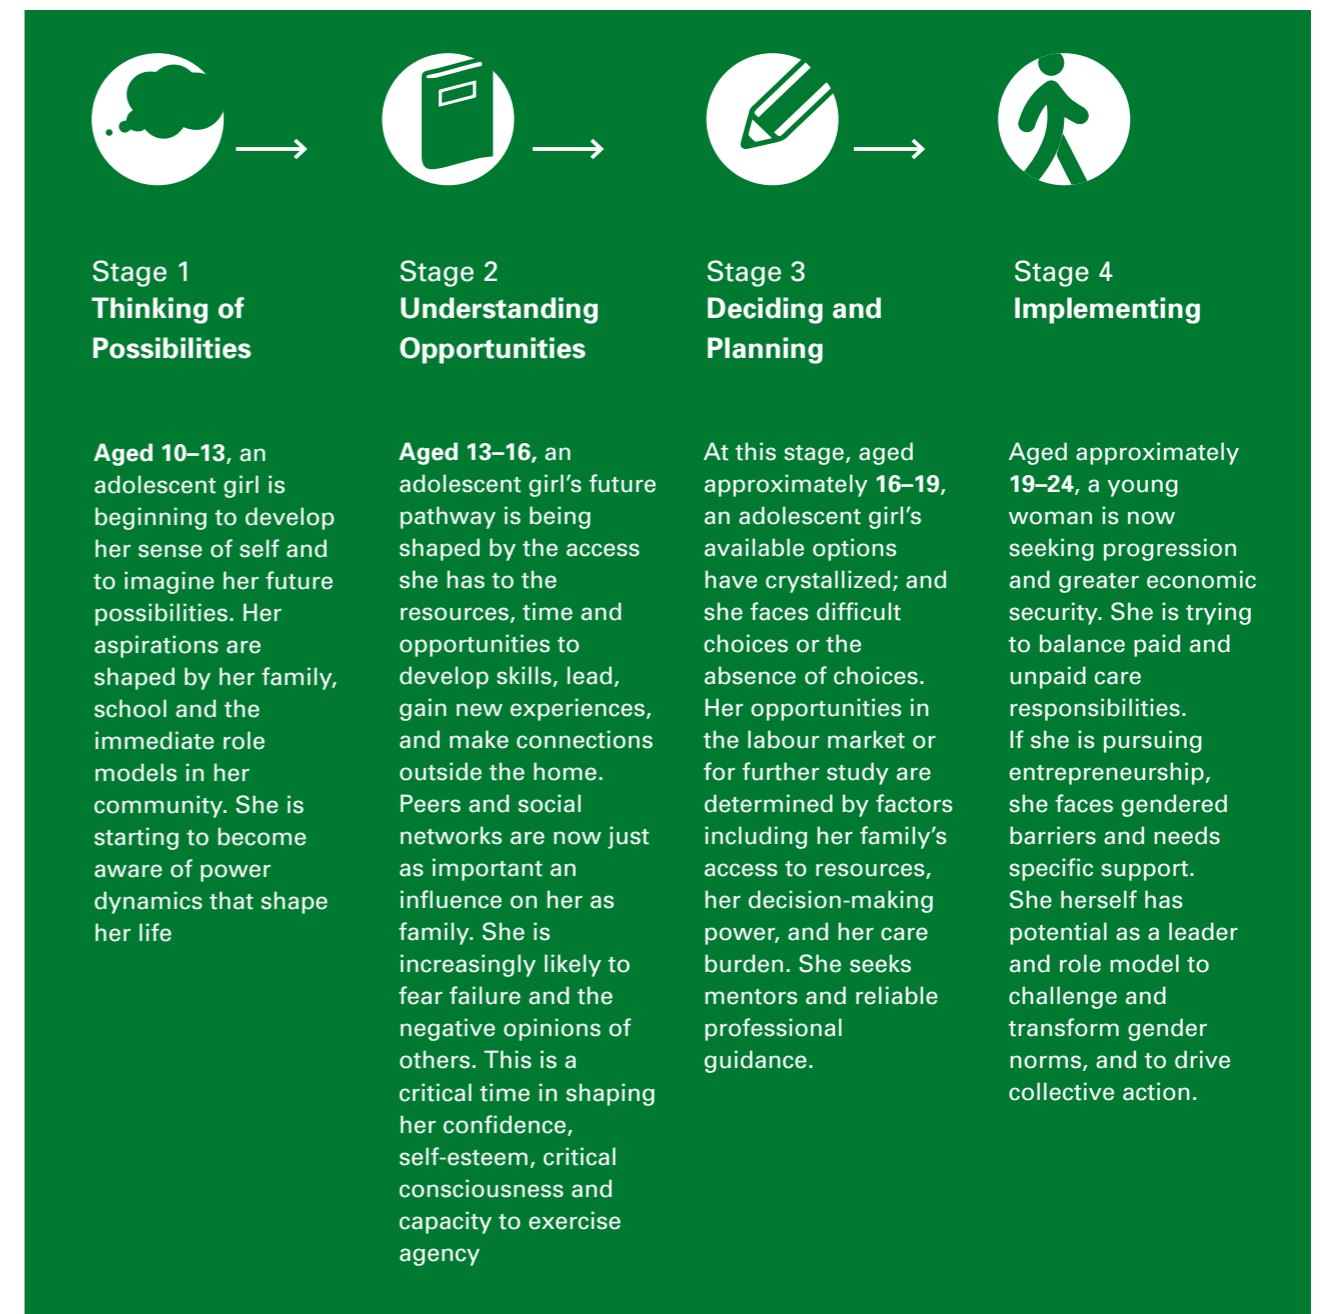 Stage 1
Thinking of
Possibilities
Aged 10–13, an
adolescent girl is
beginning to develop
her sense of self and
to imagine her future
possibilities. Her
aspirations are
shaped by her family,
school and the
immediate role
models in her
community. She is
starting to become
aware of power
dynamics that shape
her life
Stage 2
Understanding
Opportunities
Aged 13–16, an
adolescent girl’s future
pathway is being
shaped by the access
she has to the
resources, time and
opportunities to
develop skills, lead,
gain new experiences,
and make connections
outside the home.
Peers and social
networks are now just
as important an
influence on her as
family. She is
increasingly likely to
fear failure and the
negative opinions of
others. This is a
critical time in shaping
her confidence,
self-esteem, critical
consciousness and
capacity to exercise
agency
Stage 3
Deciding and
Planning
At this stage, aged
approximately 16–19,
an adolescent girl’s
available options
have crystallized; and
she faces difficult
choices or the
absence of choices.
Her opportunities in
the labour market or
for further study are
determined by factors
including her family’s
access to resources,
her decision-making
power, and her care
burden. She seeks
mentors and reliable
professional
guidance.
Stage 4
Implementing
Aged approximately
19–24, a young
woman is now
seeking progression
and greater economic
security. She is trying
to balance paid and
unpaid care
responsibilities.
If she is pursuing
entrepreneurship,
she faces gendered
barriers and needs
specific support.
She herself has
potential as a leader
and role model to
challenge and
transform gender
norms, and to drive
collective action.